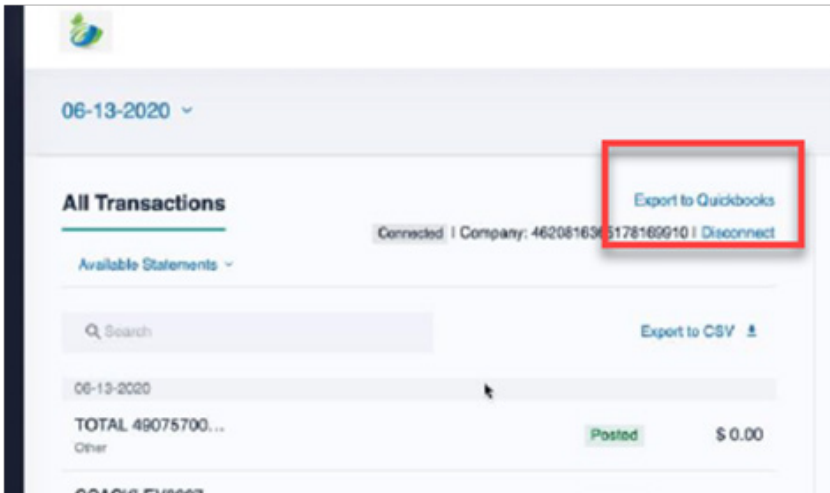 06-13-2020
All Transactions
Export to Quickbooks
Connected | Company: | Disconnect
Available Statements
Search
Export to CSV
06-13-2020
TOTAL 49075700...
Posted
$ 0.00
Other